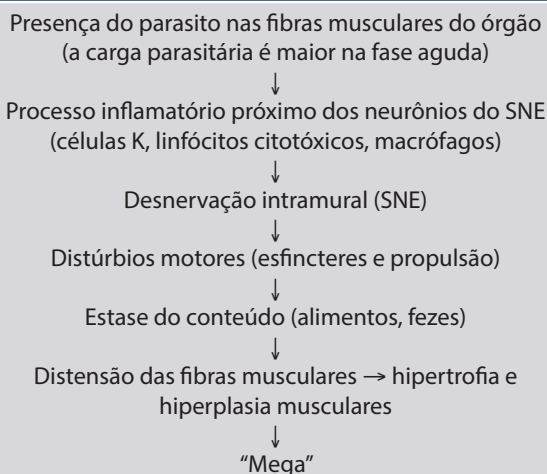 Presença do parasito nas fibras musculares do órgão
(a carga parasitária é maior na fase aguda)
↓
Processo inflamatório próximo dos neurônios do SNE
(células K, linfócitos citotóxicos, macrófagos)
↓
Desnervação intramural (SNE)
↓
Distúrbios motores (esfincteres e propulsão)
↓
Estase do conteúdo (alimentos, fezes)
↓
Distensão das fibras musculares → hipertrofia e
hiperplasia musculares
↓
“Mega”